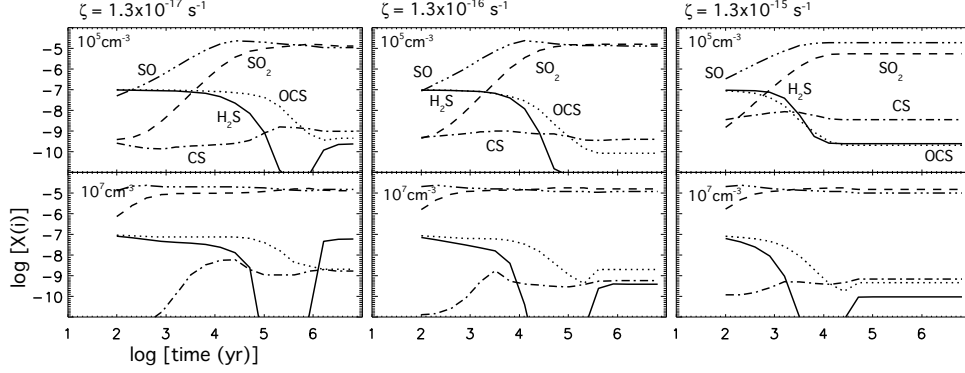 ζ = 1.3x10⁻¹⁷ s⁻¹
ζ = 1.3x10⁻¹⁶ s⁻¹
ζ = 1.3x10⁻¹⁵ s⁻¹
10⁵cm⁻³
SO
SO₂
OCS
H₂S
CS
10⁵cm⁻³
SO
SO₂
H₂S
OCS
CS
10⁵cm⁻³
SO
SO₂
H₂S
CS
OCS
-5
-6
-7
-8
-9
-10
10⁷cm⁻³
10⁷cm⁻³
10⁷cm⁻³
-5
-6
-7
-8
-9
-10
log [X(i)]
1 2 3 4 5 6 1 2 3 4 5 6 1 2 3 4 5 6
log [time (yr)]